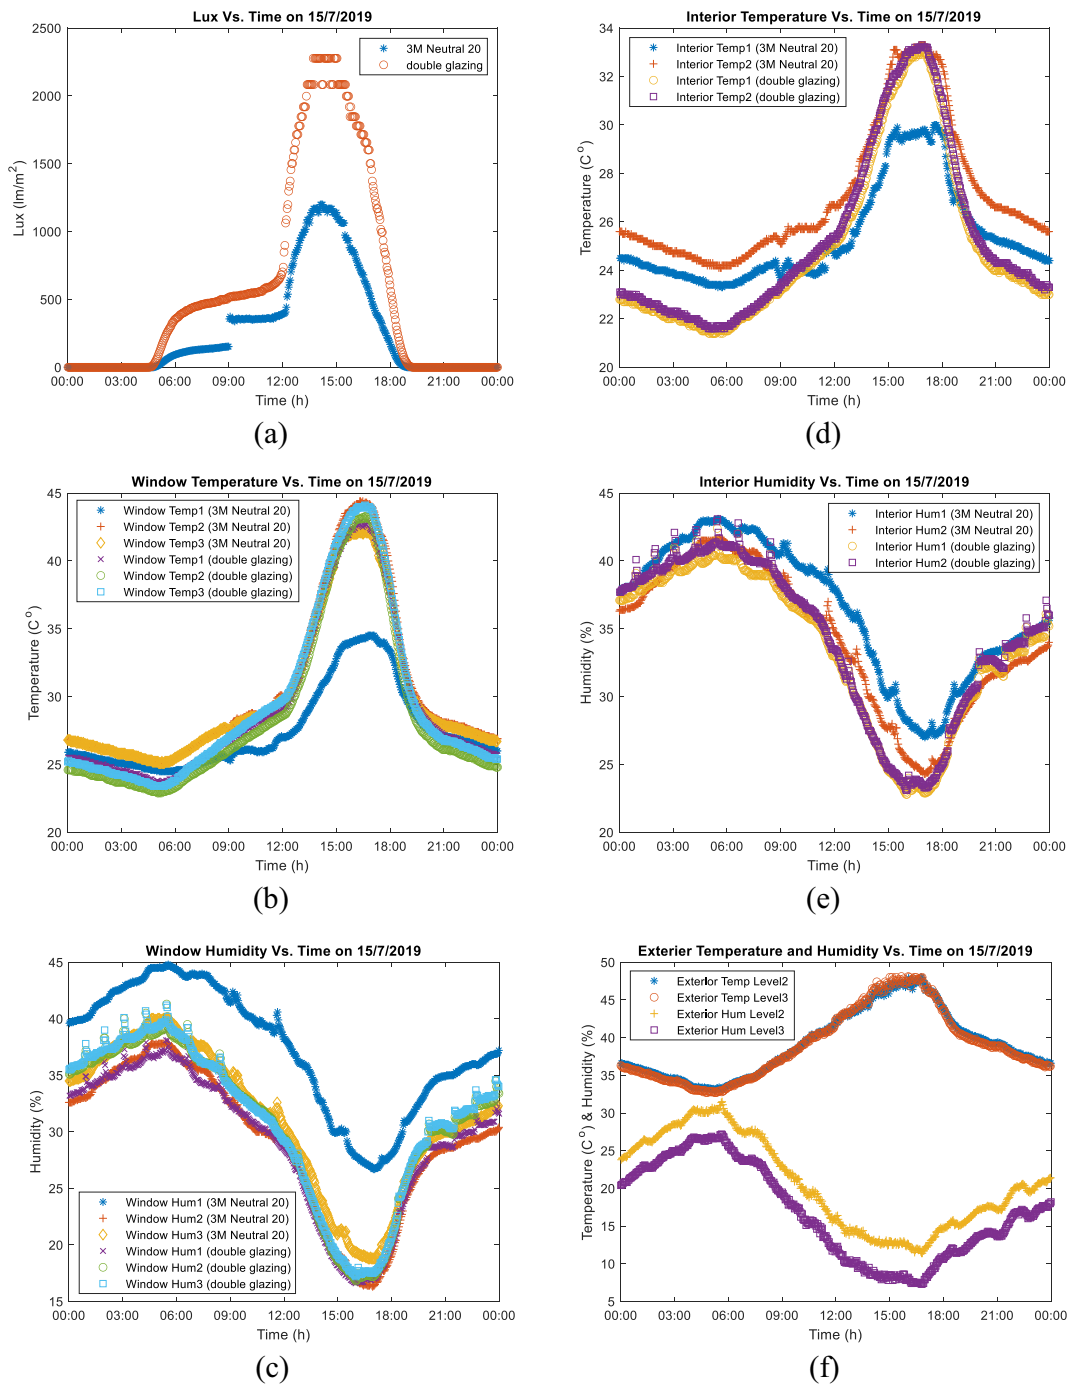 Lux Vs. Time on 15/7/2019
2500
2000
1500
1000
500
0
Lux (lm/m²)
3M Neutral 20
double glazing
00:00 03:00 06:00 09:00 12:00 15:00 18:00 21:00 00:00
Time (h)
(a)
Interior Temperature Vs. Time on 15/7/2019
34
32
30
28
26
24
22
20
Temperature (C°)
Interior Temp1 (3M Neutral 20)
Interior Temp2 (3M Neutral 20)
Interior Temp1 (double glazing)
Interior Temp2 (double glazing)
00:00 03:00 06:00 09:00 12:00 15:00 18:00 21:00 00:00
Time (h)
(d)
Window Temperature Vs. Time on 15/7/2019
45
40
35
30
25
20
Temperature (C°)
Window Temp1 (3M Neutral 20)
Window Temp2 (3M Neutral 20)
Window Temp3 (3M Neutral 20)
Window Temp1 (double glazing)
Window Temp2 (double glazing)
Window Temp3 (double glazing)
00:00 03:00 06:00 09:00 12:00 15:00 18:00 21:00 00:00
Time (h)
(b)
Interior Humidity Vs. Time on 15/7/2019
45
40
35
30
25
20
Humidity (%)
Interior Hum1 (3M Neutral 20)
Interior Hum2 (3M Neutral 20)
Interior Hum1 (double glazing)
Interior Hum2 (double glazing)
00:00 03:00 06:00 09:00 12:00 15:00 18:00 21:00 00:00
Time (h)
(e)
Window Humidity Vs. Time on 15/7/2019
45
40
35
30
25
20
15
Humidity (%)
Window Hum1 (3M Neutral 20)
Window Hum2 (3M Neutral 20)
Window Hum3 (3M Neutral 20)
Window Hum1 (double glazing)
Window Hum2 (double glazing)
Window Hum3 (double glazing)
00:00 03:00 06:00 09:00 12:00 15:00 18:00 21:00 00:00
Time (h)
(c)
Exterier Temperature and Humidity Vs. Time on 15/7/2019
50
45
40
35
30
25
20
15
10
5
Temperature (C°) & Humidity (%)
Exterior Temp Level2
Exterior Temp Level3
Exterior Hum Level2
Exterior Hum Level3
00:00 03:00 06:00 09:00 12:00 15:00 18:00 21:00 00:00
Time (h)
(f)